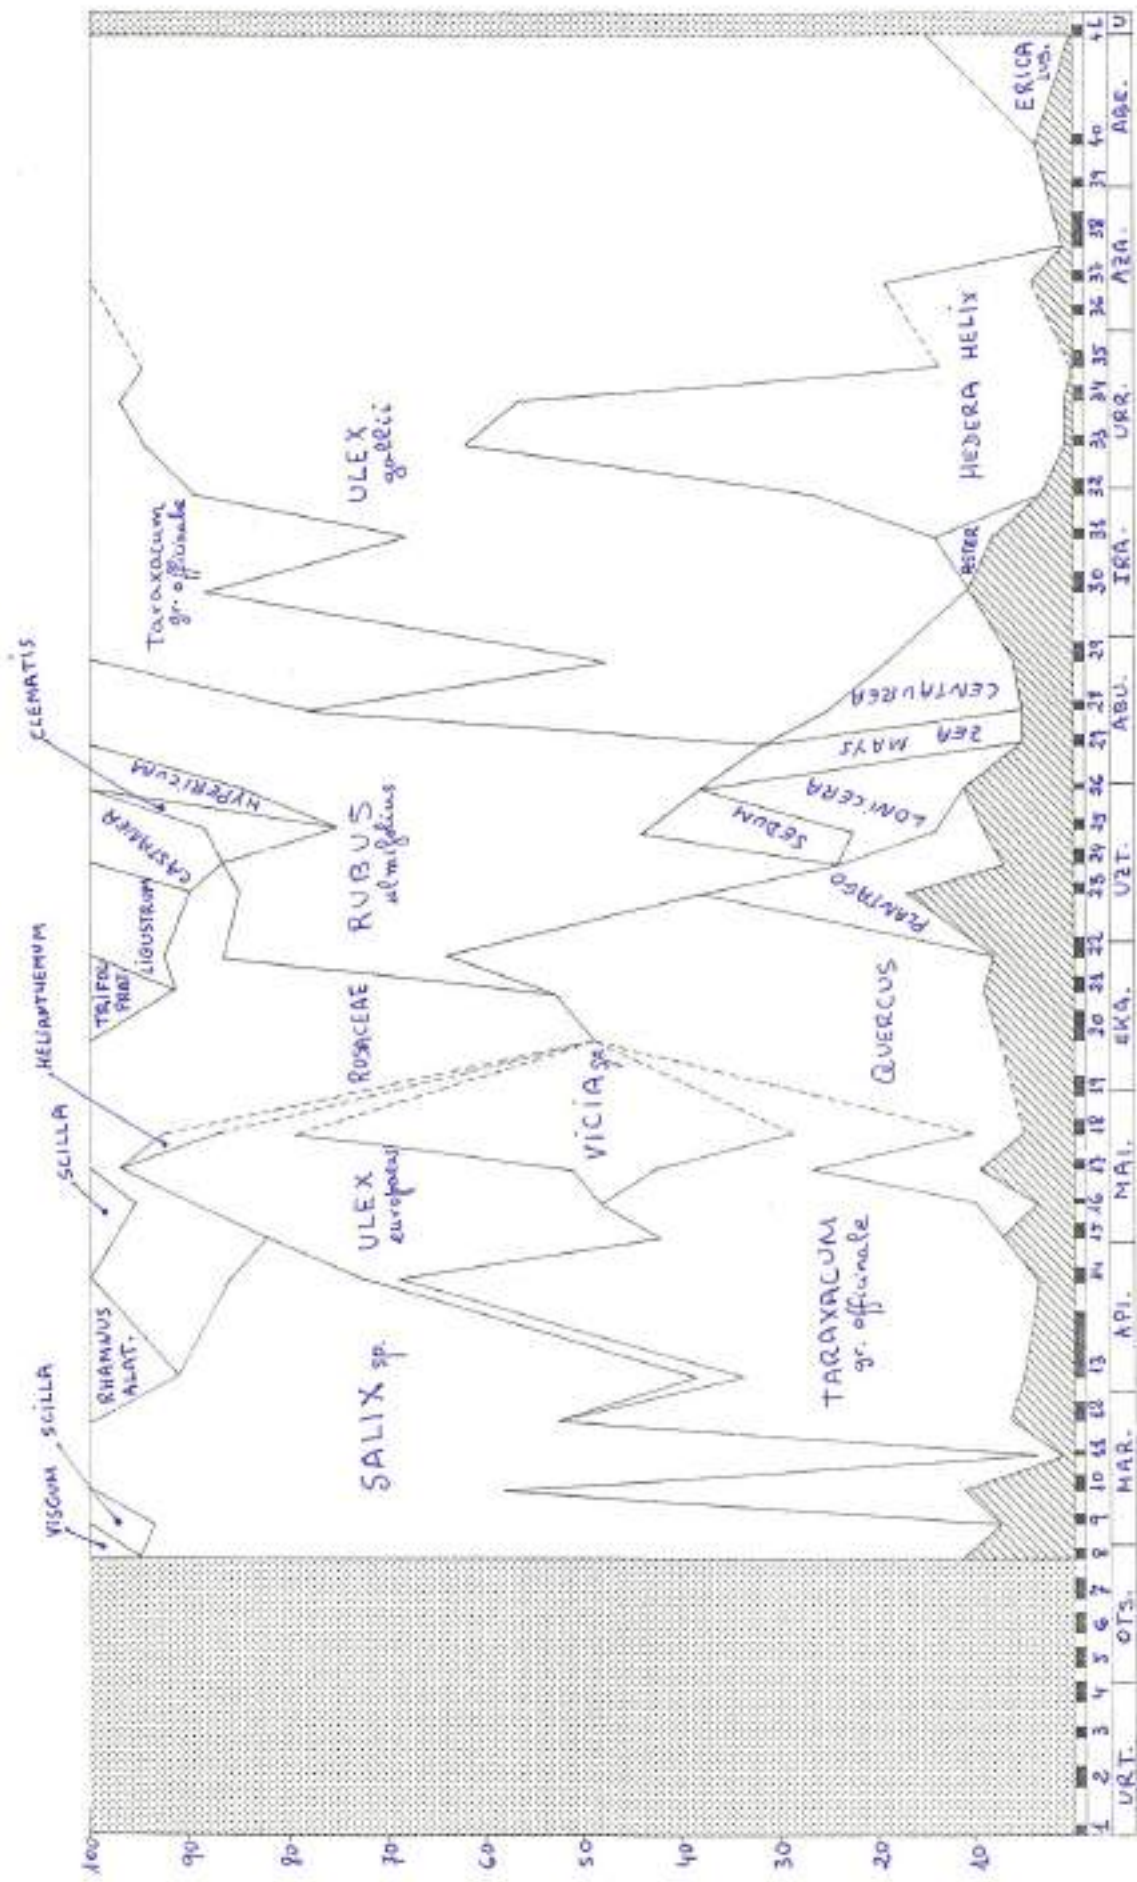 VISCUM
SCILLA
SCILLA
HELIANTHEMUM
CLEMATIS
100
90
80
70
60
50
40
20
10
RHAMNUS
ALAT.
TRIFOL
PRAT.
LIGUSTRUM
CASTANEA
HYPERICUM
Taraxacum
gr. officinale
SALIX sp.
ULEX
europaeus
ROSACEAE
RUBUS
ulmifolius
ULEX
gallii
VICIA sp.
TARAXACUM
gr. officinale
QUERCUS
PLANTAGO
SEDUM
LONICERA
ZEA
MAYS
CENTAUREA
ASTER
HEDERA HELIX
ERICA
LUS.
1 2 3 4 5 6 7 8 9 10 11 12 13 14 15 16 17 18 19 20 21 22 23 24 25 26 27 28 29 30 31 32 33 34 35 36 37 38 39 40 41
URT. OTS. MAR. API. MAI. EKA. UZT. ABU. IRA. URR. AZA. ABE. U